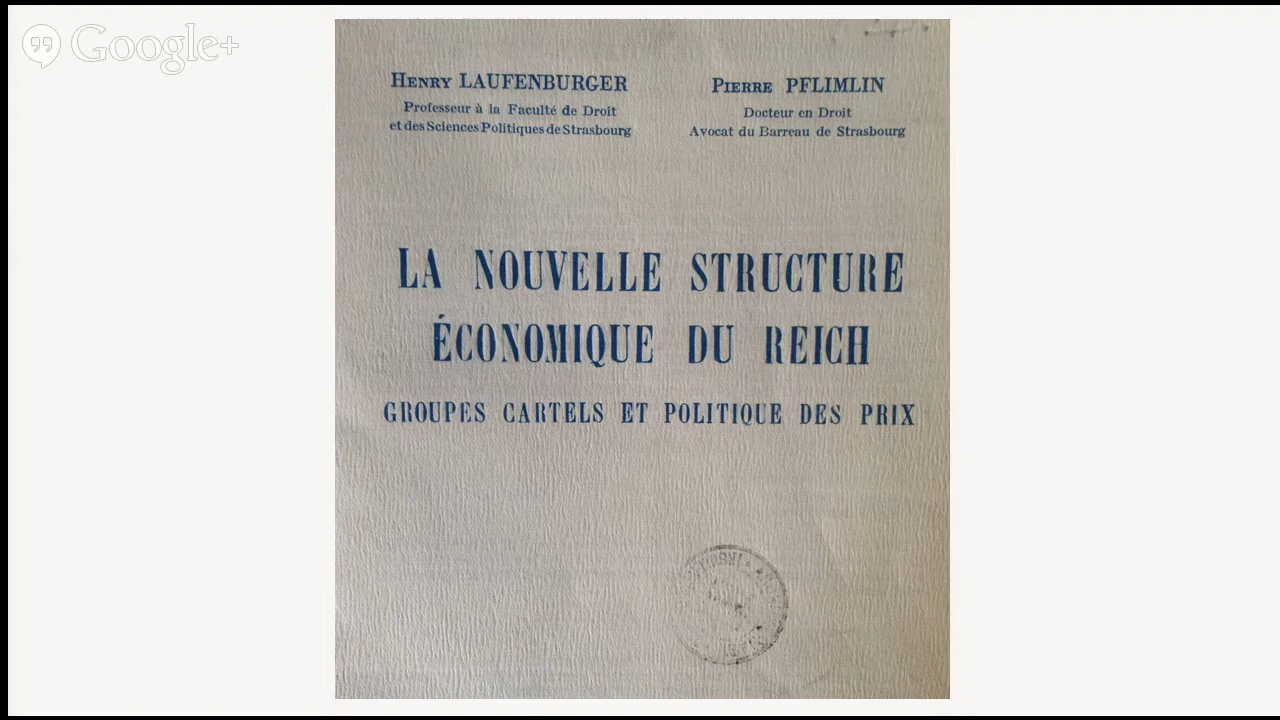 Google+
HENRY LAUFENBURGER
Professeur à la Faculté de Droit
et des Sciences Politiques de Strasbourg
PIERRE PFLIMLIN
Docteur en Droit
Avocat du Barreau de Strasbourg
LA NOUVELLE STRUCTURE
ÉCONOMIQUE DU REICH
GROUPES CARTELS ET POLITIQUE DES PRIX